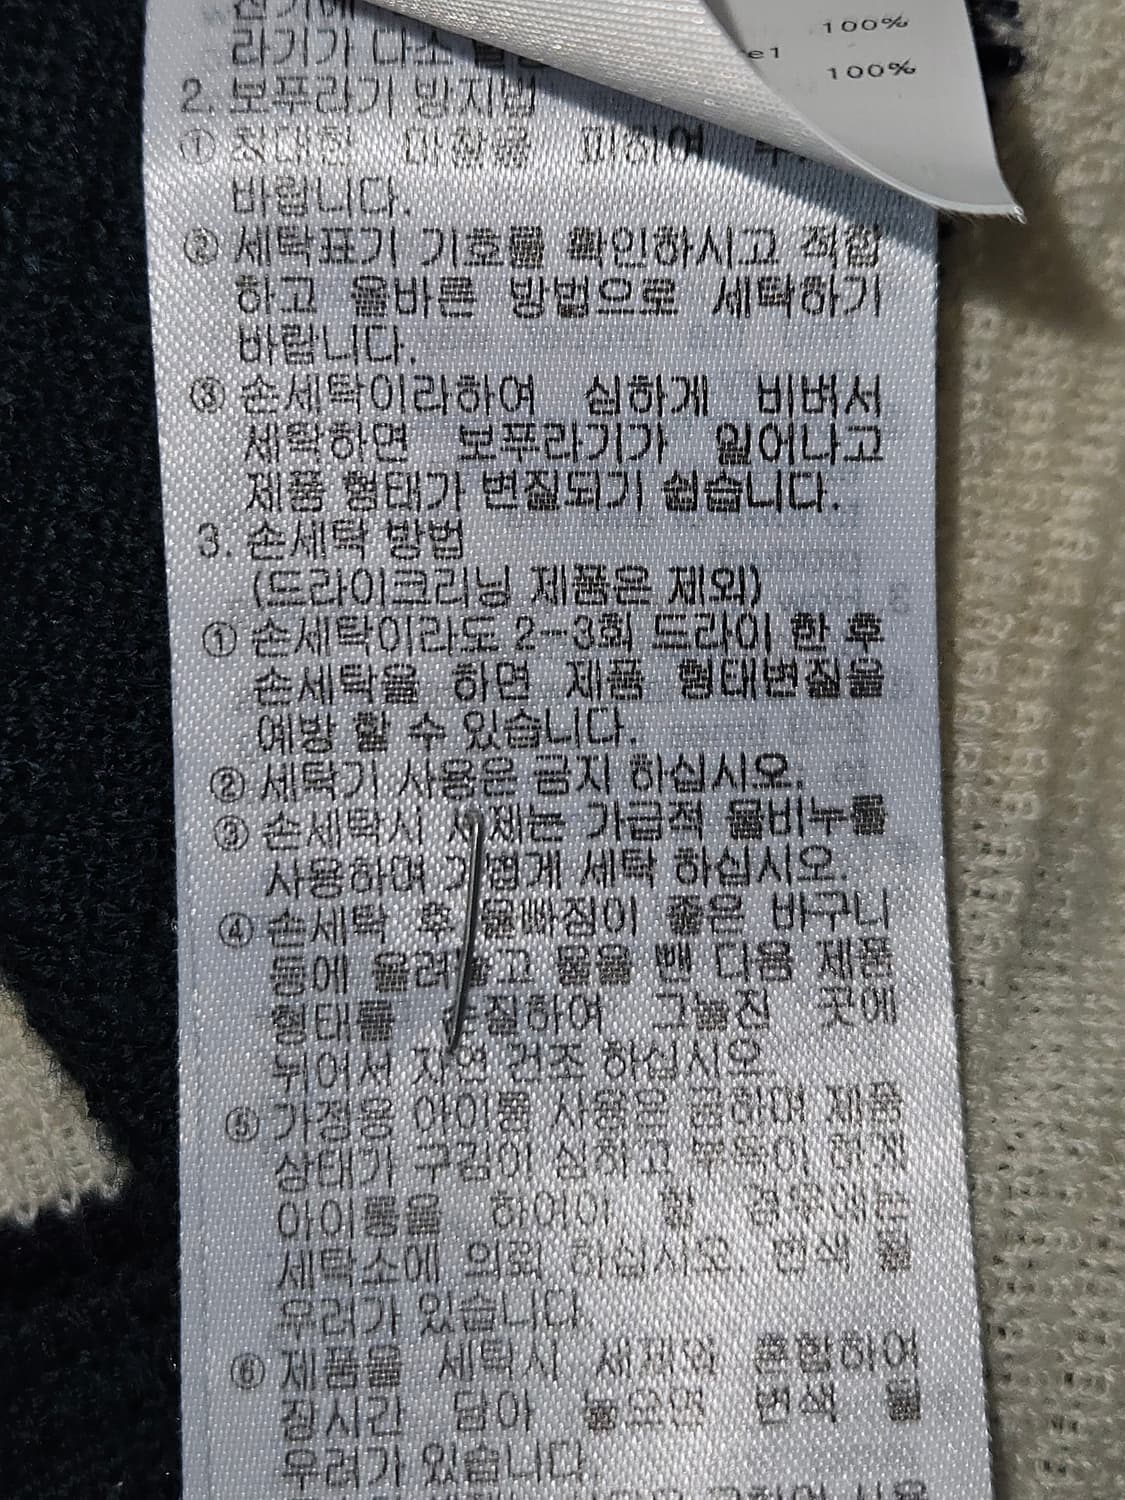 100%
e1
100%
라기가 다소
2. 보푸라기 방지법
① 최대한 마찰을 피하여
바랍니다.
② 세탁표기 기호를 확인하시고 적합
하고 올바른 방법으로 세탁하기
바랍니다.
③ 손세탁이라하여 심하게 비벼서
세탁하면 보푸라기가 일어나고
제품 형태가 변질되기 쉽습니다.
3. 손세탁 방법
(드라이크리닝 제품은 제외)
① 손세탁이라도 2--3회 드라이 한 후
손세탁을 하면 제품 형태변질을
예방 할 수 있습니다.
② 세탁기 사용은 금지 하십시오.
③ 손세탁시 세제는 가급적 물비누를
사용하며 가볍게 세탁 하십시오.
④ 손세탁 후 물빠짐이 좋은 바구니
등에 올려놓고 물을 뺀 다음 제품
형태를 손질하여 그늘진 곳에
뉘어서 자연 건조 하십시오
⑤ 가정용 아이롱 사용은 금하며 제품
상태가 구김이 심하고 부득이 하게
아이롱을 하여야 할 경우에는
세탁소에 의뢰 하십시오 변색 될
우려가 있습니다
⑥ 제품을 세탁시 세제와 혼합하여
장시간 담아 놓으면 변색 될
우려가 있습니다.